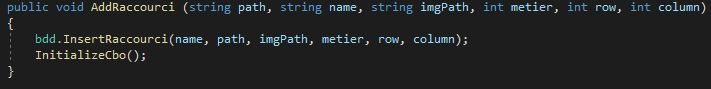 public void AddRaccourci (string path, string name, string imgPath, int metier, int row, int column)
{
bdd.InsertRaccourci(name, path, imgPath, metier, row, column);
InitializeCbo();
}